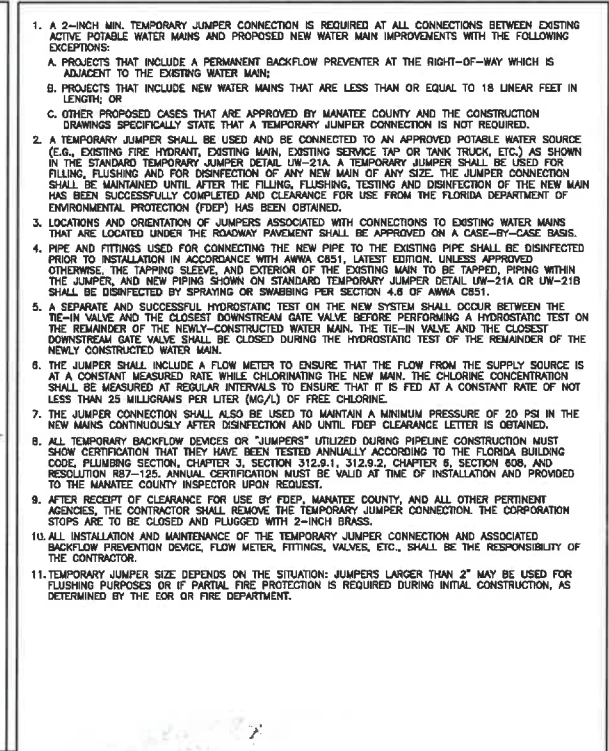 1. A 2-INCH MIN. TEMPORARY JUMPER CONNECTION IS REQUIRED AT ALL CONNECTIONS BETWEEN EXISTING
ACTIVE POTABLE WATER MAINS AND PROPOSED NEW WATER MAIN IMPROVEMENTS WITH THE FOLLOWING
EXCEPTIONS:
A. PROJECTS THAT INCLUDE A PERMANENT BACKFLOW PREVENTER AT THE RIGHT-OF-WAY WHICH IS
ADJACENT TO THE EXISTING WATER MAIN;
B. PROJECTS THAT INCLUDE NEW WATER MAINS THAT ARE LESS THAN OR EQUAL TO 18 LINEAR FEET IN
LENGTH; OR
C. OTHER PROPOSED CASES THAT ARE APPROVED BY MANATEE COUNTY AND THE CONSTRUCTION
DRAWINGS SPECIFICALLY STATE THAT A TEMPORARY JUMPER CONNECTION IS NOT REQUIRED.
2. A TEMPORARY JUMPER SHALL BE USED AND BE CONNECTED TO AN APPROVED POTABLE WATER SOURCE
(E.G., EXISTING FIRE HYDRANT, EXISTING MAIN, EXISTING SERVICE TAP OR TANK TRUCK, ETC.) AS SHOWN
IN THE STANDARD TEMPORARY JUMPER DETAIL UW-21A. A TEMPORARY JUMPER SHALL BE USED FOR
FILLING, FLUSHING AND FOR DISINFECTION OF ANY NEW MAIN OF ANY SIZE. THE JUMPER CONNECTION
SHALL BE MAINTAINED UNTIL AFTER THE FILLING, FLUSHING, TESTING AND DISINFECTION OF THE NEW MAIN
HAS BEEN SUCCESSFULLY COMPLETED AND CLEARANCE FOR USE FROM THE FLORIDA DEPARTMENT OF
ENVIRONMENTAL PROTECTION (FDEP) HAS BEEN OBTAINED.
3. LOCATIONS AND ORIENTATION OF JUMPERS ASSOCIATED WITH CONNECTIONS TO EXISTING WATER MAINS
THAT ARE LOCATED UNDER THE ROADWAY PAVEMENT SHALL BE APPROVED ON A CASE-BY-CASE BASIS.
4. PIPE AND FITTINGS USED FOR CONNECTING THE NEW PIPE TO THE EXISTING PIPE SHALL BE DISINFECTED
PRIOR TO INSTALLATION IN ACCORDANCE WITH AWWA C651, LATEST EDITION. UNLESS APPROVED
OTHERWISE, THE TAPPING SLEEVE, AND EXTERIOR OF THE EXISTING MAIN TO BE TAPPED, PIPING WITHIN
THE JUMPER, AND NEW PIPING SHOWN ON STANDARD TEMPORARY JUMPER DETAIL UW-21A OR UW-21B
SHALL BE DISINFECTED BY SPRAYING OR SWABBING PER SECTION 4.6 OF AWWA C651.
5. A SEPARATE AND SUCCESSFUL HYDROSTATIC TEST ON THE NEW SYSTEM SHALL OCCUR BETWEEN THE
TIE-IN VALVE AND THE CLOSEST DOWNSTREAM GATE VALVE BEFORE PERFORMING A HYDROSTATIC TEST ON
THE REMAINDER OF THE NEWLY-CONSTRUCTED WATER MAIN. THE TIE-IN VALVE AND THE CLOSEST
DOWNSTREAM GATE VALVE SHALL BE CLOSED DURING THE HYDROSTATIC TEST OF THE REMAINDER OF THE
NEWLY CONSTRUCTED WATER MAIN.
6. THE JUMPER SHALL INCLUDE A FLOW METER TO ENSURE THAT THE FLOW FROM THE SUPPLY SOURCE IS
AT A CONSTANT MEASURED RATE WHILE CHLORINATING THE NEW MAIN. THE CHLORINE CONCENTRATION
SHALL BE MEASURED AT REGULAR INTERVALS TO ENSURE THAT IT IS FED AT A CONSTANT RATE OF NOT
LESS THAN 25 MILLIGRAMS PER LITER (MG/L) OF FREE CHLORINE.
7. THE JUMPER CONNECTION SHALL ALSO BE USED TO MAINTAIN A MINIMUM PRESSURE OF 20 PSI IN THE
NEW MAINS CONTINUOUSLY AFTER DISINFECTION AND UNTIL FDEP CLEARANCE LETTER IS OBTAINED.
8. ALL TEMPORARY BACKFLOW DEVICES OR "JUMPERS" UTILIZED DURING PIPELINE CONSTRUCTION MUST
SHOW CERTIFICATION THAT THEY HAVE BEEN TESTED ANNUALLY ACCORDING TO THE FLORIDA BUILDING
CODE, PLUMBING SECTION, CHAPTER 3, SECTION 312.9.1, 312.9.2, CHAPTER 6, SECTION 608, AND
RESOLUTION R87-125. ANNUAL CERTIFICATION MUST BE VALID AT TIME OF INSTALLATION AND PROVIDED
TO THE MANATEE COUNTY INSPECTOR UPON REQUEST.
9. AFTER RECEIPT OF CLEARANCE FOR USE BY FDEP, MANATEE COUNTY, AND ALL OTHER PERTINENT
AGENCIES, THE CONTRACTOR SHALL REMOVE THE TEMPORARY JUMPER CONNECTION. THE CORPORATION
STOPS ARE TO BE CLOSED AND PLUGGED WITH 2-INCH BRASS.
10. ALL INSTALLATION AND MAINTENANCE OF THE TEMPORARY JUMPER CONNECTION AND ASSOCIATED
BACKFLOW PREVENTION DEVICE, FLOW METER, FITTINGS, VALVES, ETC., SHALL BE THE RESPONSIBILITY OF
THE CONTRACTOR.
11. TEMPORARY JUMPER SIZE DEPENDS ON THE SITUATION: JUMPERS LARGER THAN 2" MAY BE USED FOR
FLUSHING PURPOSES OR IF PARTIAL FIRE PROTECTION IS REQUIRED DURING INITIAL CONSTRUCTION, AS
DETERMINED BY THE EOR OR FIRE DEPARTMENT.